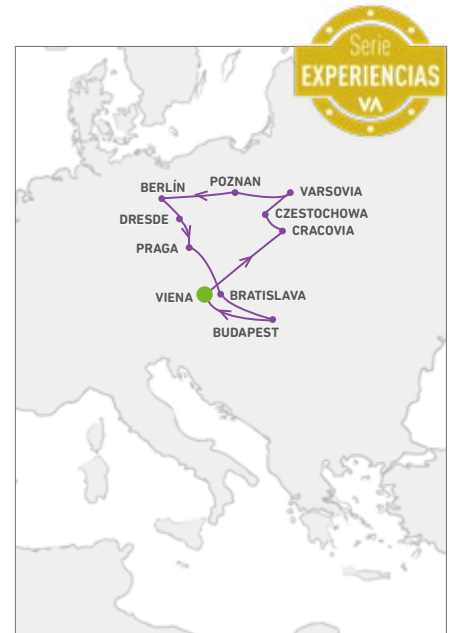 Serie
EXPERIENCIAS
VA
BERLÍN
POZNAN
VARSOVIA
DRESDE
CZESTOCHOWA
CRACOVIA
PRAGA
VIENA
BRATISLAVA
BUDAPEST